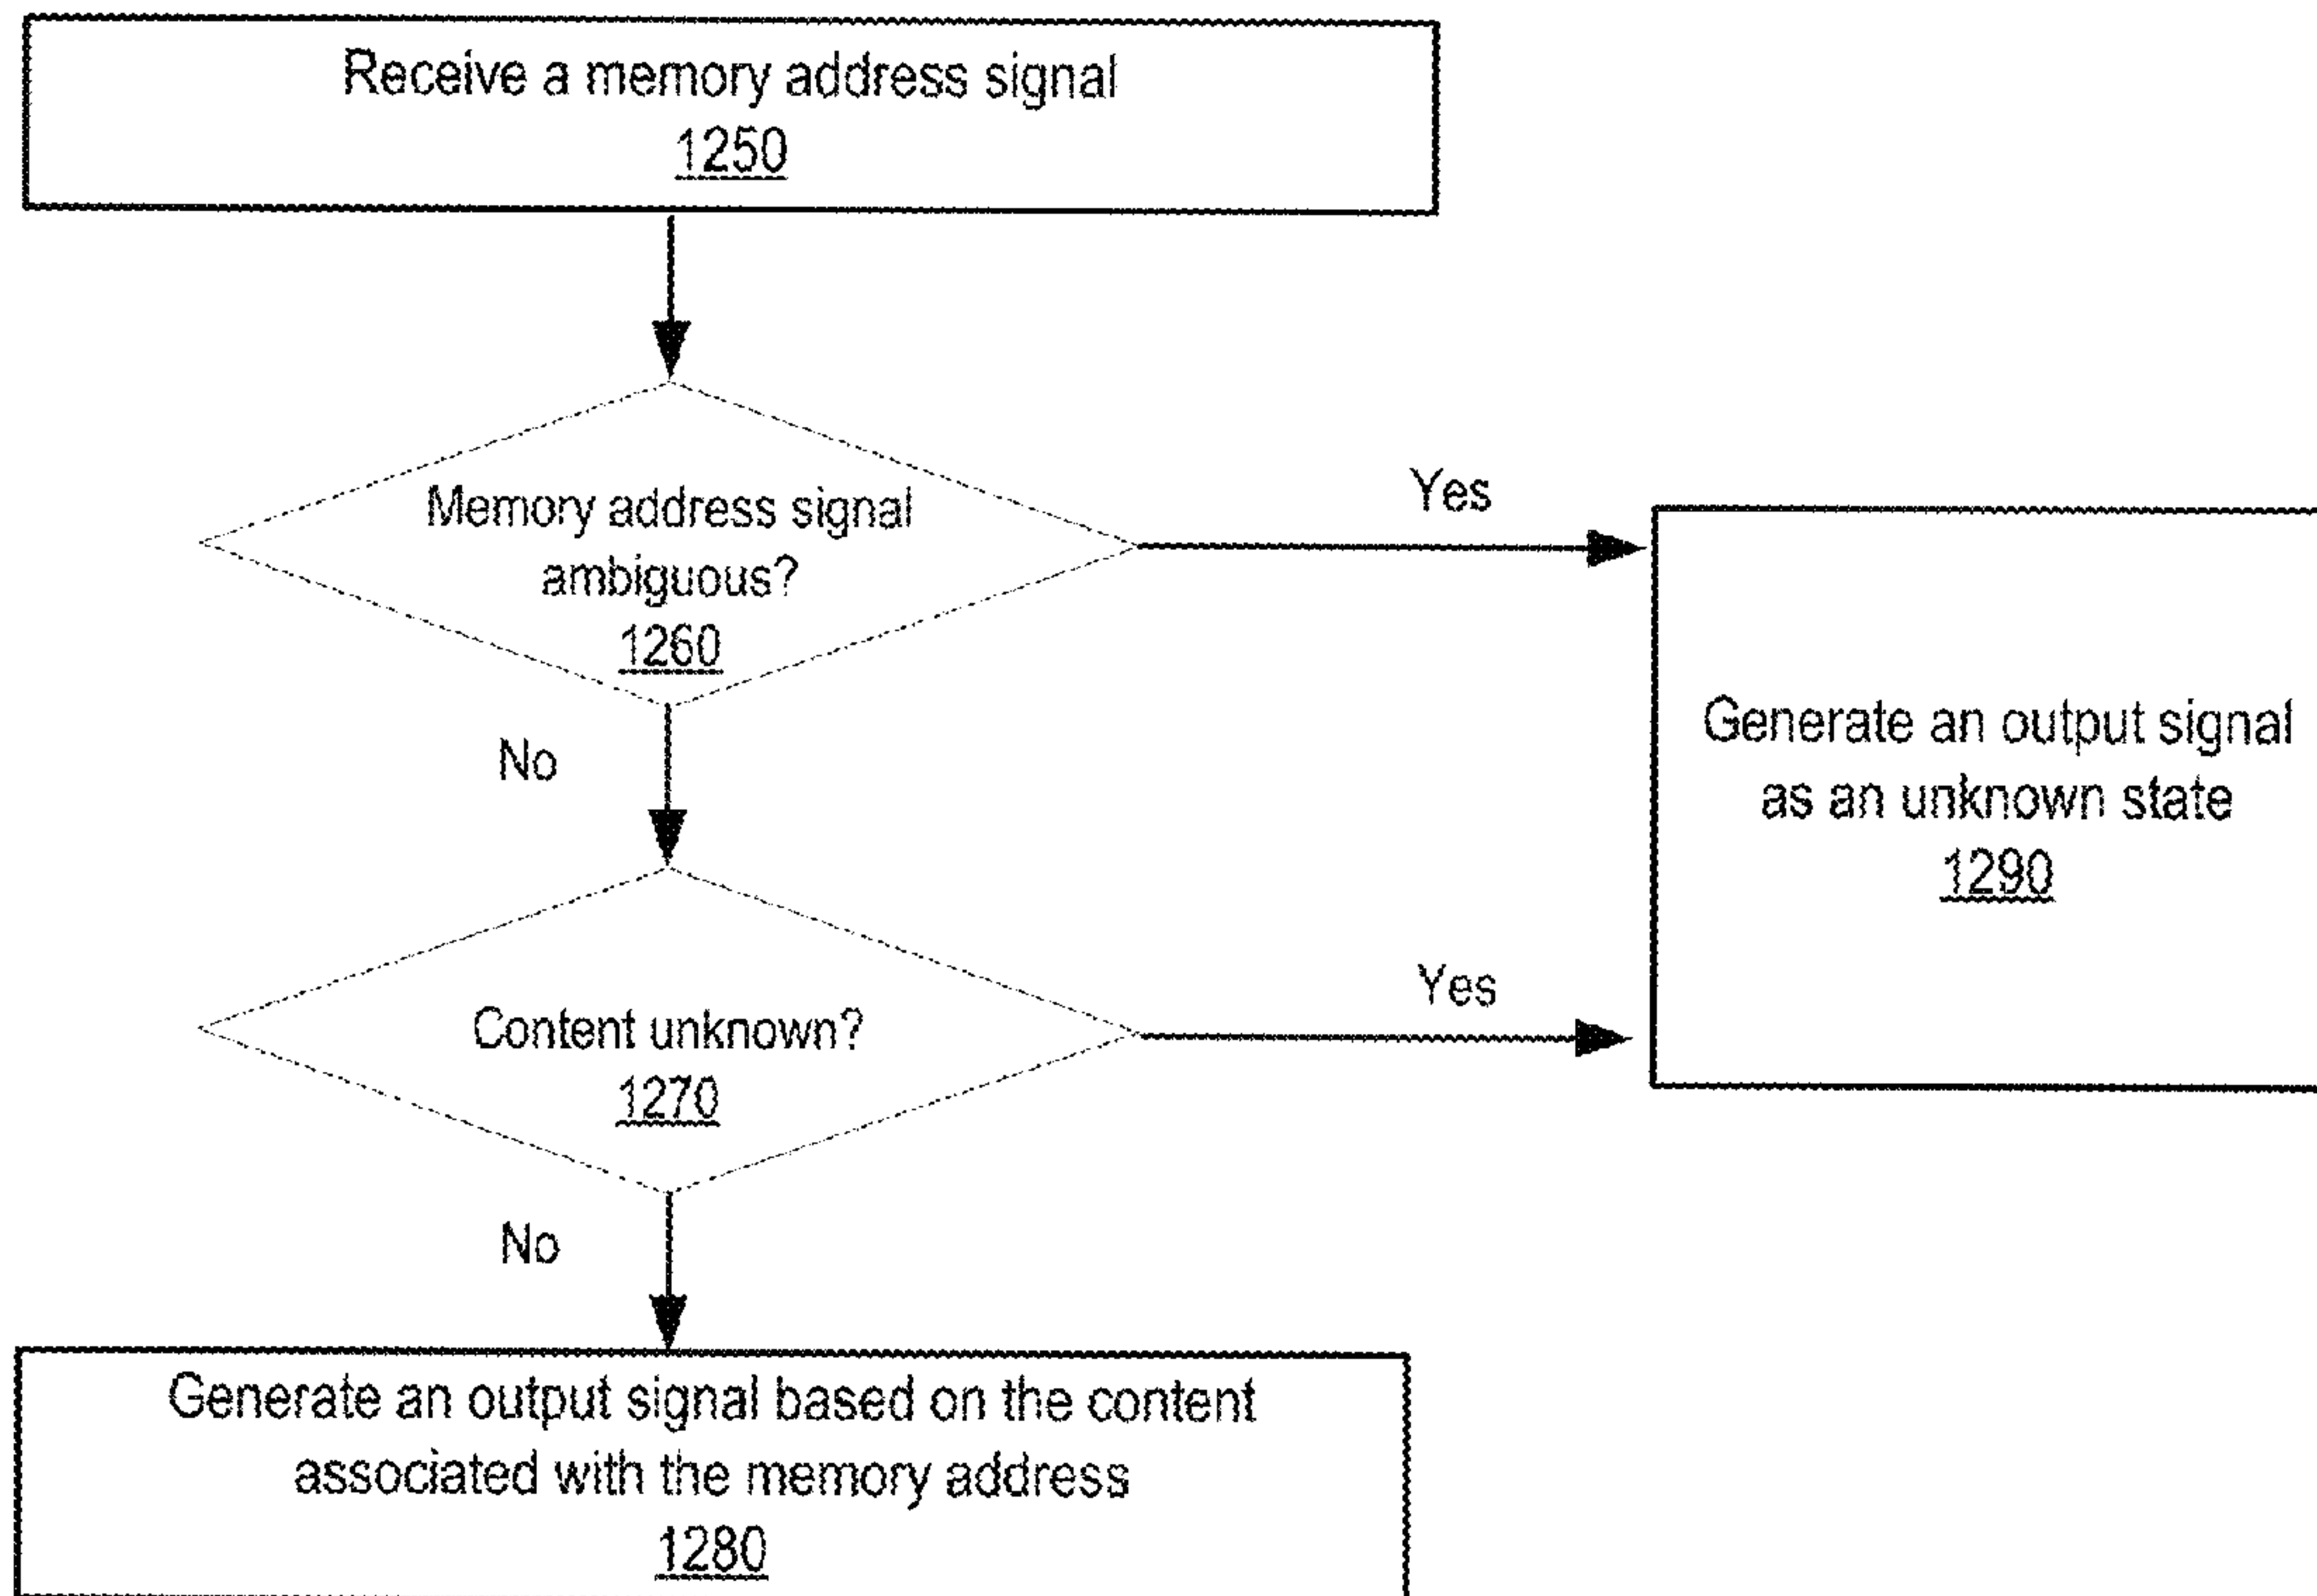 Receive a memory address signal
1250
Memory address signal
ambiguous?
1260
Yes
No
Generate an output signal
as an unknown state
1290
Content unknown?
1270
Yes
No
Generate an output signal based on the content
associated with the memory address
1280